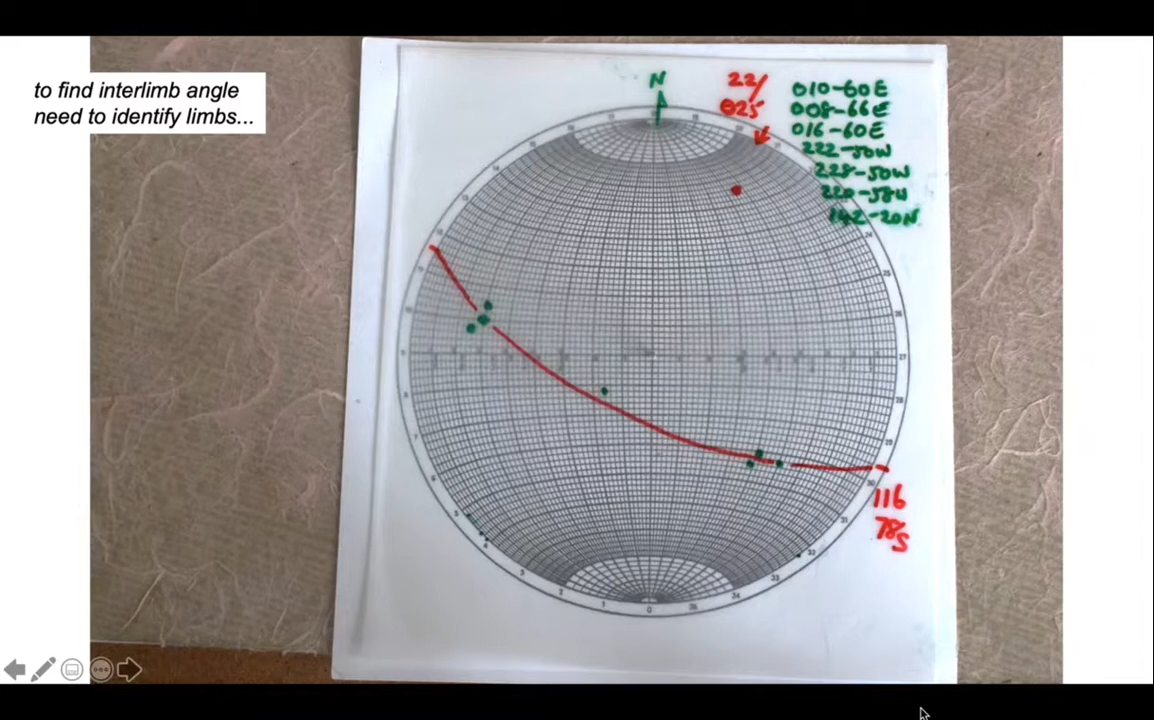 to find interlimb angle
need to identify limbs...
N
22/
025
010-60E
008-66E
016-60E
222-50W
228-50W
220-58W
142-20N
116
78/S